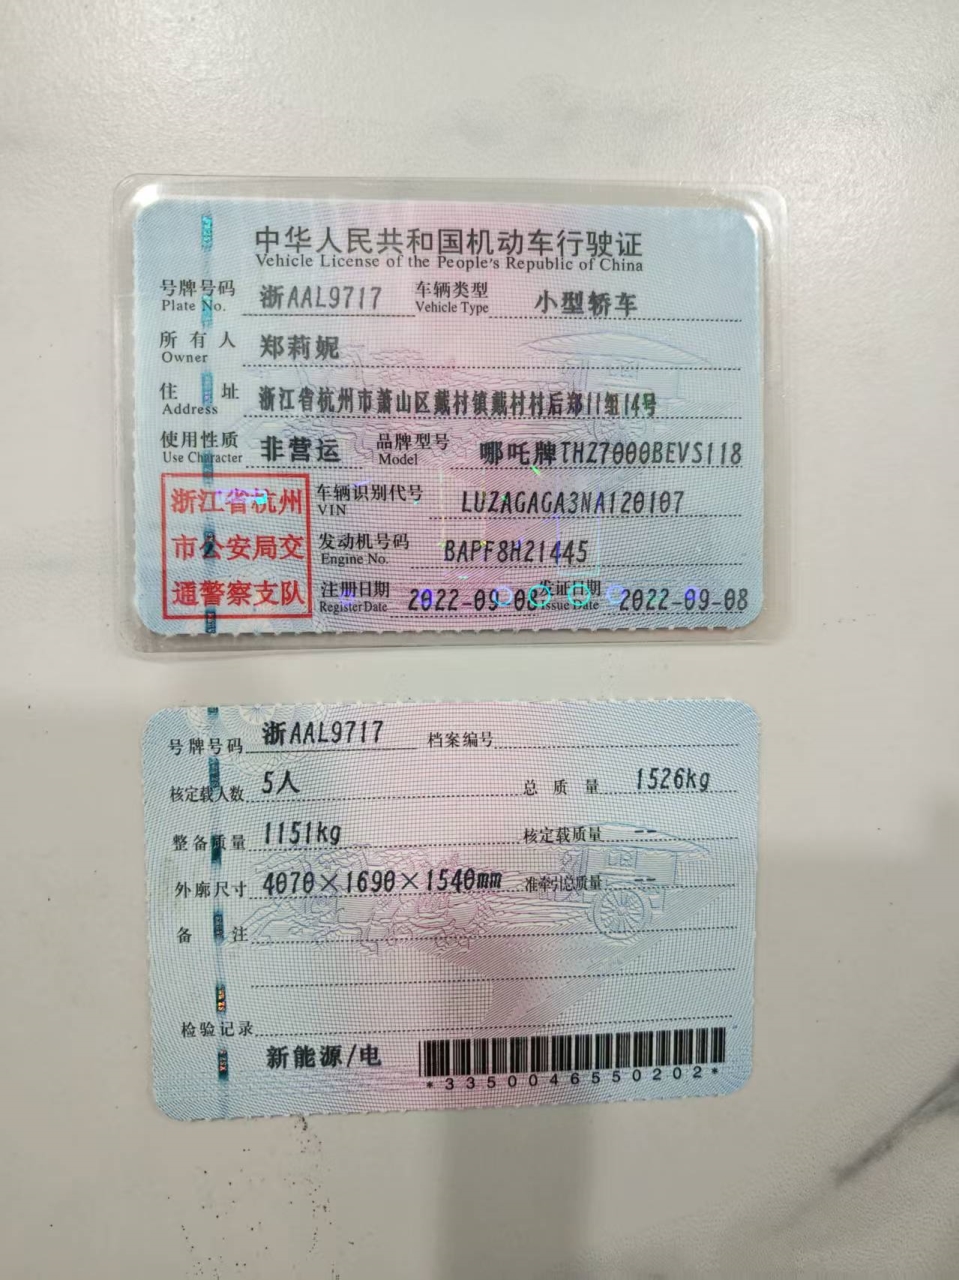 中华人民共和国机动车行驶证
Vehicle License of the People's Republic of China
号牌号码 浙AAL9717 车辆类型 小型轿车
Plate No. Vehicle Type
所有人 郑莉妮
Owner
住址 浙江省杭州市萧山区戴村镇戴村村后郑11组14号
Address
使用性质 非营运 品牌型号 哪吒牌THZ7000BEVS118
Use Character Model
浙江省杭州
市公安局交
通警察支队
车辆识别代号 LUZAGAGA3NA120107
VIN
发动机号码 BAPF8H21445
Engine No.
注册日期 2022-09-08 发证日期 2022-09-08
Register Date Issue Date
号牌号码 浙AAL9717 档案编号
核定载人数 5人 总质量 1526kg
整备质量 1151kg 核定载质量 --
外廓尺寸 4070×1690×1540mm 准牵引总质量 --
备注
检验记录
新能源/电
*3350046550202*